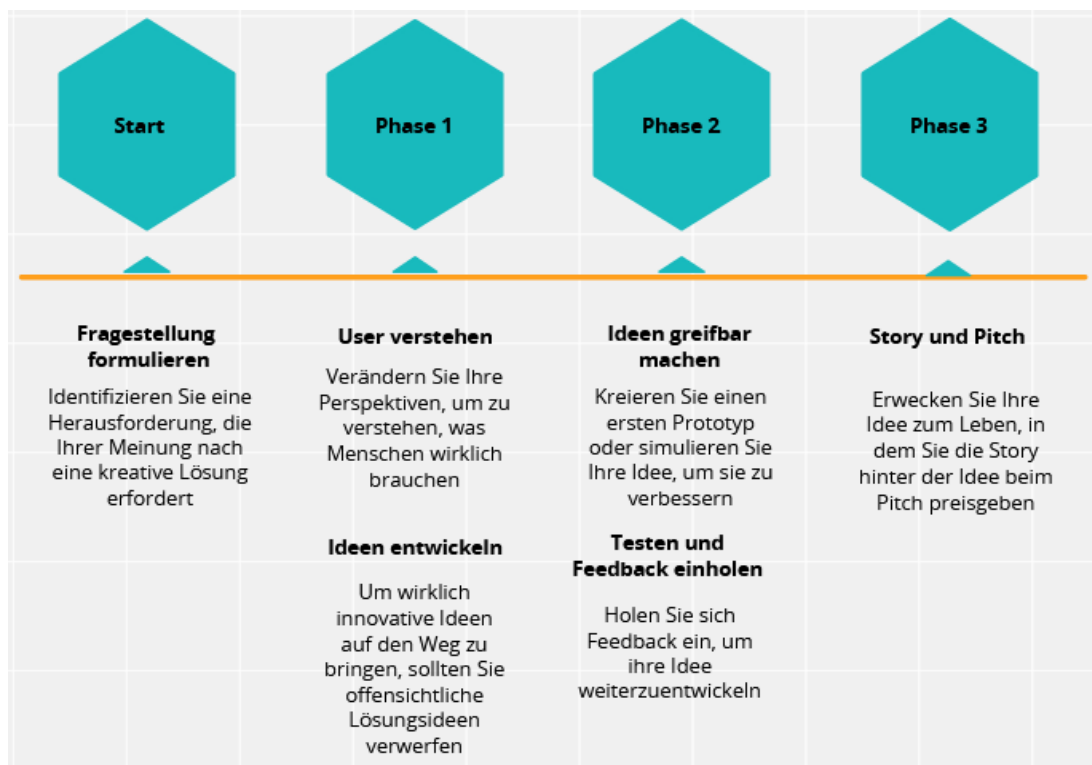 Start
Phase 1
Phase 2
Phase 3
Fragestellung
formulieren
Identifizieren Sie eine
Herausforderung, die
Ihrer Meinung nach
eine kreative Lösung
erfordert
User verstehen
Verändern Sie Ihre
Perspektiven, um zu
verstehen, was
Menschen wirklich
brauchen
Ideen entwickeln
Um wirklich
innovative Ideen
auf den Weg zu
bringen, sollten Sie
offensichtliche
Lösungsideen
verwerfen
Ideen greifbar
machen
Kreieren Sie einen
ersten Prototyp
oder simulieren Sie
Ihre Idee, um sie zu
verbessern
Testen und
Feedback einholen
Holen Sie sich
Feedback ein, um
ihre Idee
weiterzuentwickeln
Story und Pitch
Erwecken Sie Ihre
Idee zum Leben, in
dem Sie die Story
hinter der Idee beim
Pitch preisgeben